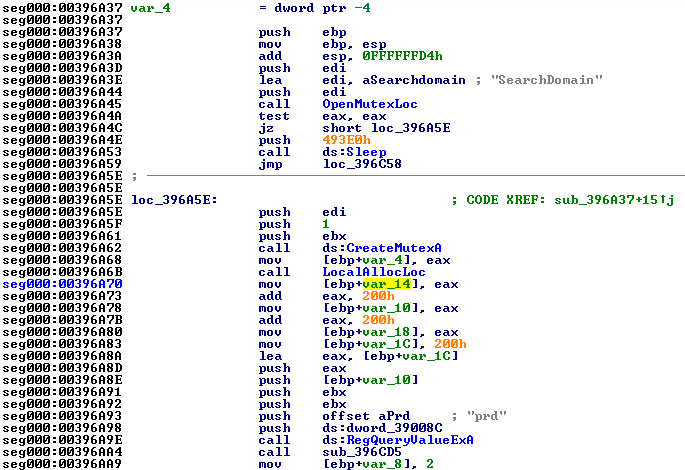 seg000:00396A37 var_4 = dword ptr -4
seg000:00396A37
seg000:00396A37 push ebp
seg000:00396A38 mov ebp, esp
seg000:00396A3A add esp, 0FFFFFFD4h
seg000:00396A3D push edi
seg000:00396A3E lea edi, aSearchdomain ; "SearchDomain"
seg000:00396A44 push edi
seg000:00396A45 call OpenMutexLoc
seg000:00396A4A test eax, eax
seg000:00396A4C jz short loc_396A5E
seg000:00396A4E push 493E0h
seg000:00396A53 call ds:Sleep
seg000:00396A59 jmp loc_396C58
seg000:00396A5E ; ─────────────────────────────
seg000:00396A5E
seg000:00396A5E loc_396A5E: ; CODE XREF: sub_396A37+15↑j
seg000:00396A5E push edi
seg000:00396A5F push 1
seg000:00396A61 push ebx
seg000:00396A62 call ds:CreateMutexA
seg000:00396A68 mov [ebp+var_4], eax
seg000:00396A6B call LocalAllocLoc
seg000:00396A70 mov [ebp+var_14], eax
seg000:00396A73 add eax, 200h
seg000:00396A78 mov [ebp+var_10], eax
seg000:00396A7B add eax, 200h
seg000:00396A80 mov [ebp+var_18], eax
seg000:00396A83 mov [ebp+var_1C], 200h
seg000:00396A8A lea eax, [ebp+var_1C]
seg000:00396A8D push eax
seg000:00396A8E push [ebp+var_10]
seg000:00396A91 push ebx
seg000:00396A92 push ebx
seg000:00396A93 push offset aPrd ; "prd"
seg000:00396A98 push ds:dword_39008C
seg000:00396A9E call ds:RegQueryValueExA
seg000:00396AA4 call sub_396CD5
seg000:00396AA9 mov [ebp+var_8], 2